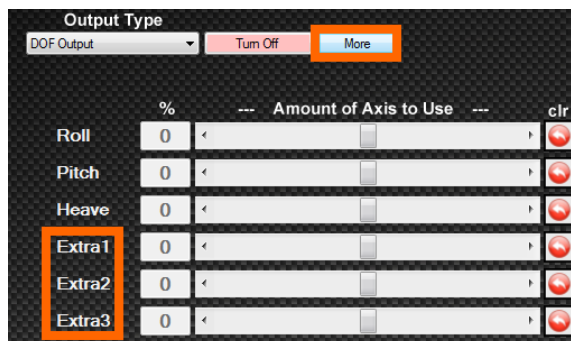 Output Type
DOF Output Turn Off More
% --- Amount of Axis to Use --- clr
Roll 0
Pitch 0
Heave 0
Extra1 0
Extra2 0
Extra3 0